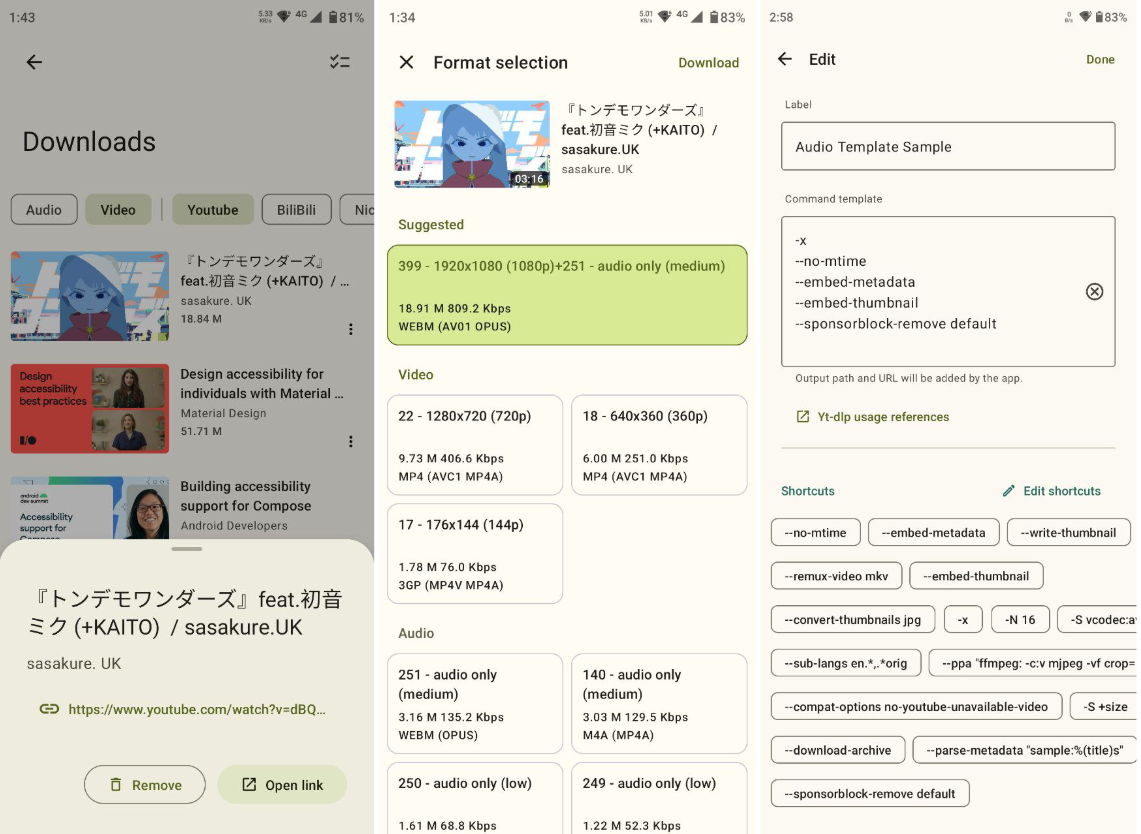 1:43
5.33
KB/s
4G
81%
Downloads
Audio
Video
Youtube
BiliBili
Nic
『トンデモワンダーズ』
feat.初音ミク (+KAITO) / ...
sasakure. UK
18.84 M
Design
accessibility
best practices
I/O
Design accessibility for
individuals with Material ...
Material Design
51.71 M
android
dev summit
Accessibility
support for
Compose
Building accessibility
support for Compose
Android Developers
『トンデモワンダーズ』feat.初音
ミク (+KAITO) / sasakure.UK
sasakure. UK
https://www.youtube.com/watch?v=dBQ...
Remove
Open link
1:34
5.01
KB/s
4G
83%
Format selection
Download
03:16
『トンデモワンダーズ』
feat.初音ミク (+KAITO) /
sasakure.UK
sasakure. UK
Suggested
399 - 1920x1080 (1080p)+251 - audio only (medium)
18.91 M 809.2 Kbps
WEBM (AV01 OPUS)
Video
22 - 1280x720 (720p)
9.73 M 406.6 Kbps
MP4 (AVC1 MP4A)
18 - 640x360 (360p)
6.00 M 251.0 Kbps
MP4 (AVC1 MP4A)
17 - 176x144 (144p)
1.78 M 76.0 Kbps
3GP (MP4V MP4A)
Audio
251 - audio only
(medium)
3.16 M 135.2 Kbps
WEBM (OPUS)
140 - audio only
(medium)
3.03 M 129.5 Kbps
M4A (MP4A)
250 - audio only (low)
1.61 M 68.8 Kbps
249 - audio only (low)
1.22 M 52.3 Kbps
2:58
0
B/s
83%
Edit
Done
Label
Audio Template Sample
Command template
-x
--no-mtime
--embed-metadata
--embed-thumbnail
--sponsorblock-remove default
Output path and URL will be added by the app.
Yt-dlp usage references
Shortcuts
Edit shortcuts
--no-mtime
--embed-metadata
--write-thumbnail
--remux-video mkv
--embed-thumbnail
--convert-thumbnails jpg
-x
-N 16
-S vcodec:a
--sub-langs en.*,.*orig
--ppa "ffmpeg: -c:v mjpeg -vf crop=
--compat-options no-youtube-unavailable-video
-S +size
--download-archive
--parse-metadata "sample:%(title)s"
--sponsorblock-remove default